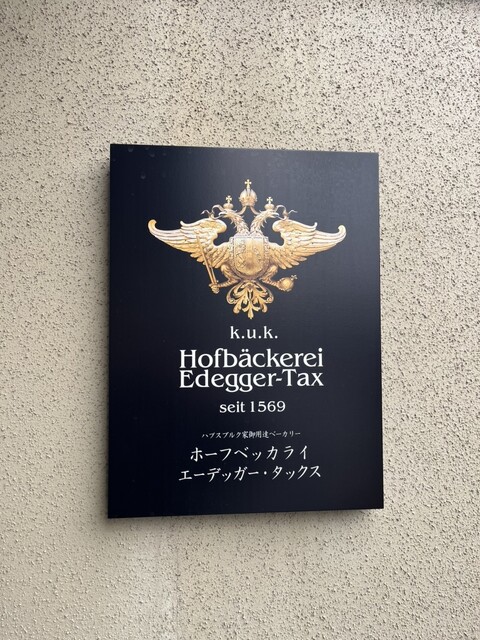 k.u.k.
Hofbäckerei
Edegger-Tax
seit 1569
ハプスブルク家御用達ベーカリー
ホーフベッカライ
エーデッガー・タックス